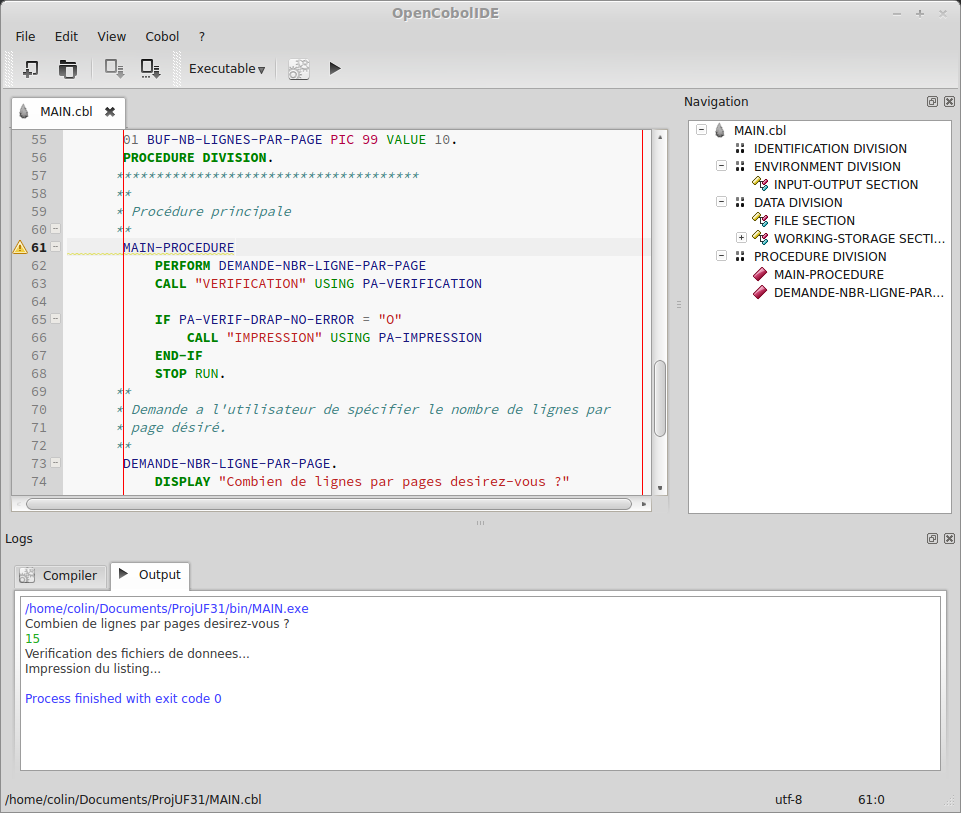 OpenCobolIDE
File Edit View Cobol ?
Executable
MAIN.cbl
55 01 BUF-NB-LIGNES-PAR-PAGE PIC 99 VALUE 10.
56 PROCEDURE DIVISION.
57 **************************************
58 **
59 * Procédure principale
60 **
61 MAIN-PROCEDURE
62 PERFORM DEMANDE-NBR-LIGNE-PAR-PAGE
63 CALL "VERIFICATION" USING PA-VERIFICATION
64
65 IF PA-VERIF-DRAP-NO-ERROR = "O"
66 CALL "IMPRESSION" USING PA-IMPRESSION
67 END-IF
68 STOP RUN.
69 **
70 * Demande a l'utilisateur de spécifier le nombre de lignes par
71 * page désiré.
72 **
73 DEMANDE-NBR-LIGNE-PAR-PAGE.
74 DISPLAY "Combien de lignes par pages desirez-vous ?"
Navigation
MAIN.cbl
IDENTIFICATION DIVISION
ENVIRONMENT DIVISION
INPUT-OUTPUT SECTION
DATA DIVISION
FILE SECTION
WORKING-STORAGE SECTI...
PROCEDURE DIVISION
MAIN-PROCEDURE
DEMANDE-NBR-LIGNE-PAR...
Logs
Compiler Output
/home/colin/Documents/ProjUF31/bin/MAIN.exe
Combien de lignes par pages desirez-vous ?
15
Verification des fichiers de donnees...
Impression du listing...
Process finished with exit code 0
/home/colin/Documents/ProjUF31/MAIN.cbl utf-8 61:0